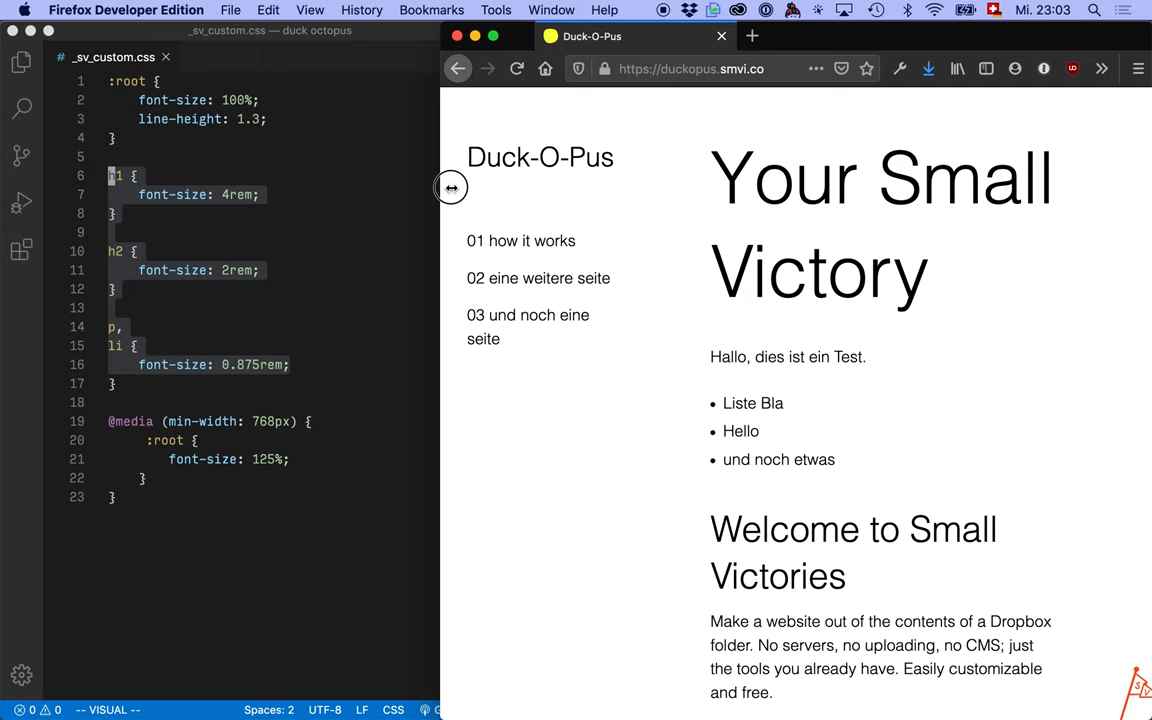 Firefox Developer Edition File Edit View History Bookmarks Tools Window Help Mi. 23:03
_sv_custom.css — duck octopus
# _sv_custom.css
1 :root {
2 font-size: 100%;
3 line-height: 1.3;
4 }
5
6 h1 {
7 font-size: 4rem;
8 }
9
10 h2 {
11 font-size: 2rem;
12 }
13
14 p,
15 li {
16 font-size: 0.875rem;
17 }
18
19 @media (min-width: 768px) {
20 :root {
21 font-size: 125%;
22 }
23 }
0 0 -- VISUAL -- Spaces: 2 UTF-8 LF CSS
Duck-O-Pus
https://duckopus.smvi.co
Duck-O-Pus
01 how it works
02 eine weitere seite
03 und noch eine
seite
Your Small
Victory
Hallo, dies ist ein Test.
• Liste Bla
• Hello
• und noch etwas
Welcome to Small
Victories
Make a website out of the contents of a Dropbox
folder. No servers, no uploading, no CMS; just
the tools you already have. Easily customizable
and free.